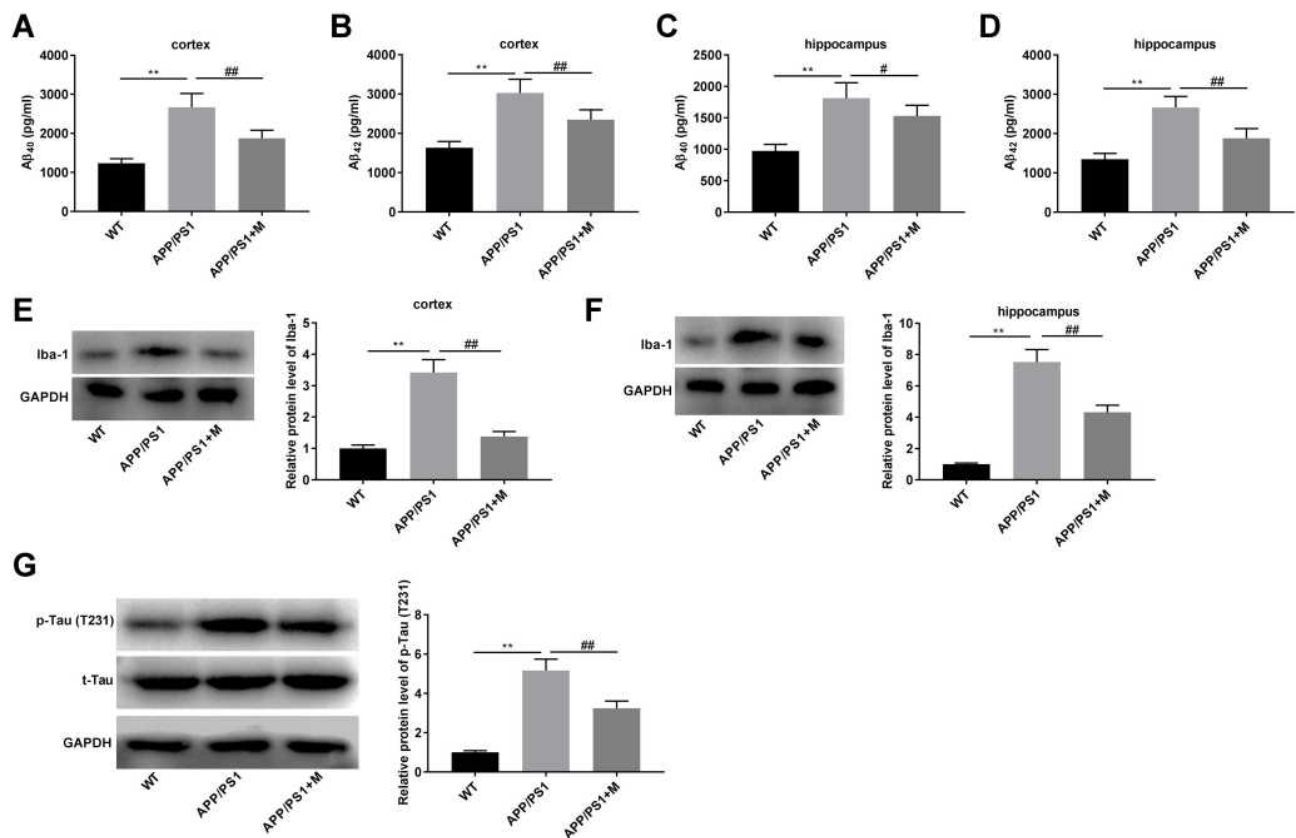 A
cortex
Aβ40 (pg/ml)
4000
3000
2000
1000
0
**
##
WT
APP/PS1
APP/PS1+M
B
cortex
Aβ42 (pg/ml)
4000
3000
2000
1000
0
**
##
WT
APP/PS1
APP/PS1+M
C
hippocampus
Aβ40 (pg/ml)
2500
2000
1500
1000
500
0
**
#
WT
APP/PS1
APP/PS1+M
D
hippocampus
Aβ42 (pg/ml)
4000
3000
2000
1000
0
**
##
WT
APP/PS1
APP/PS1+M
E
Iba-1
GAPDH
WT
APP/PS1
APP/PS1+M
cortex
Relative protein level of Iba-1
5
4
3
2
1
0
**
##
WT
APP/PS1
APP/PS1+M
F
Iba-1
GAPDH
WT
APP/PS1
APP/PS1+M
hippocampus
Relative protein level of Iba-1
10
8
6
4
2
0
**
##
WT
APP/PS1
APP/PS1+M
G
p-Tau (T231)
t-Tau
GAPDH
WT
APP/PS1
APP/PS1+M
Relative protein level of p-Tau (T231)
8
6
4
2
0
**
##
WT
APP/PS1
APP/PS1+M